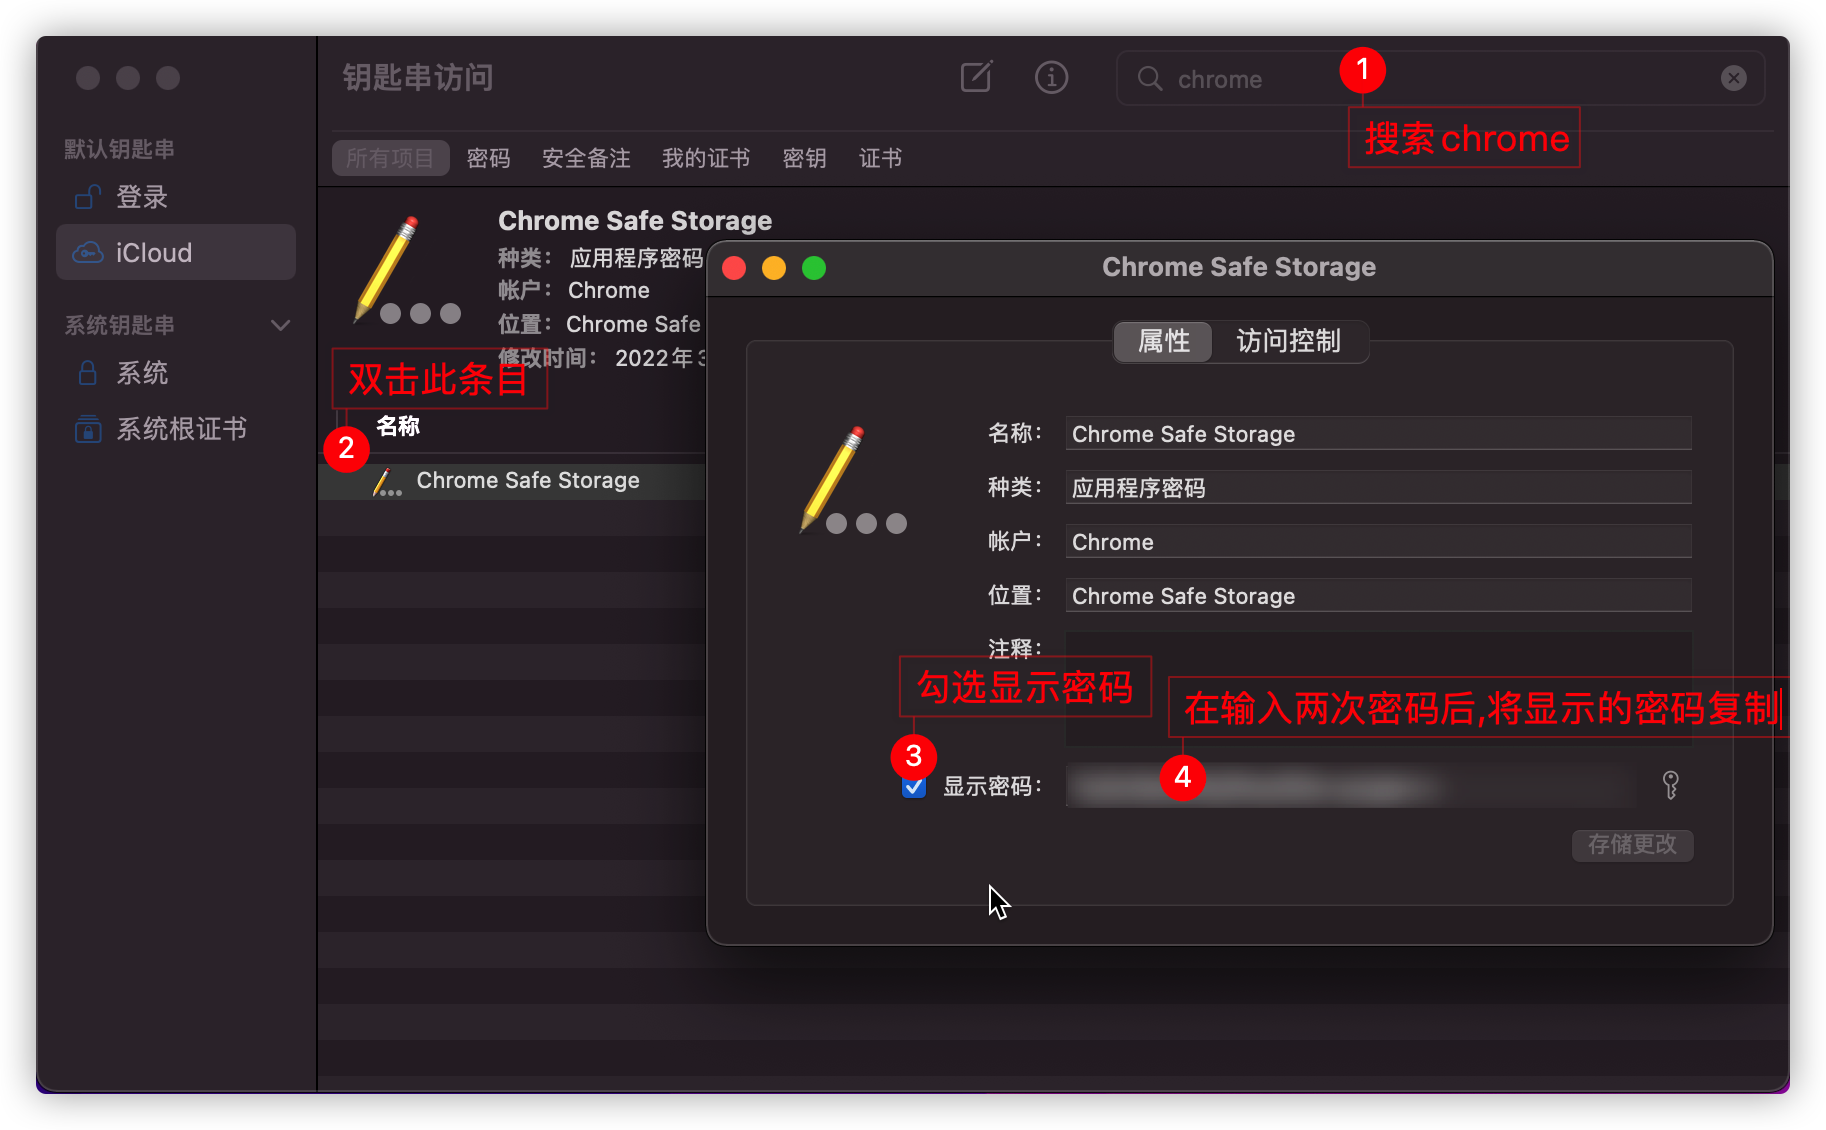 钥匙串访问
chrome
1
搜索chrome
默认钥匙串
登录
iCloud
系统钥匙串
系统
系统根证书
所有项目 密码 安全备注 我的证书 密钥 证书
Chrome Safe Storage
种类： 应用程序密码
帐户： Chrome
位置： Chrome Safe
修改时间： 2022年3
双击此条目
2
名称
Chrome Safe Storage
Chrome Safe Storage
属性 访问控制
名称： Chrome Safe Storage
种类： 应用程序密码
帐户： Chrome
位置： Chrome Safe Storage
注释：
勾选显示密码
在输入两次密码后,将显示的密码复制
3
4
显示密码：
存储更改